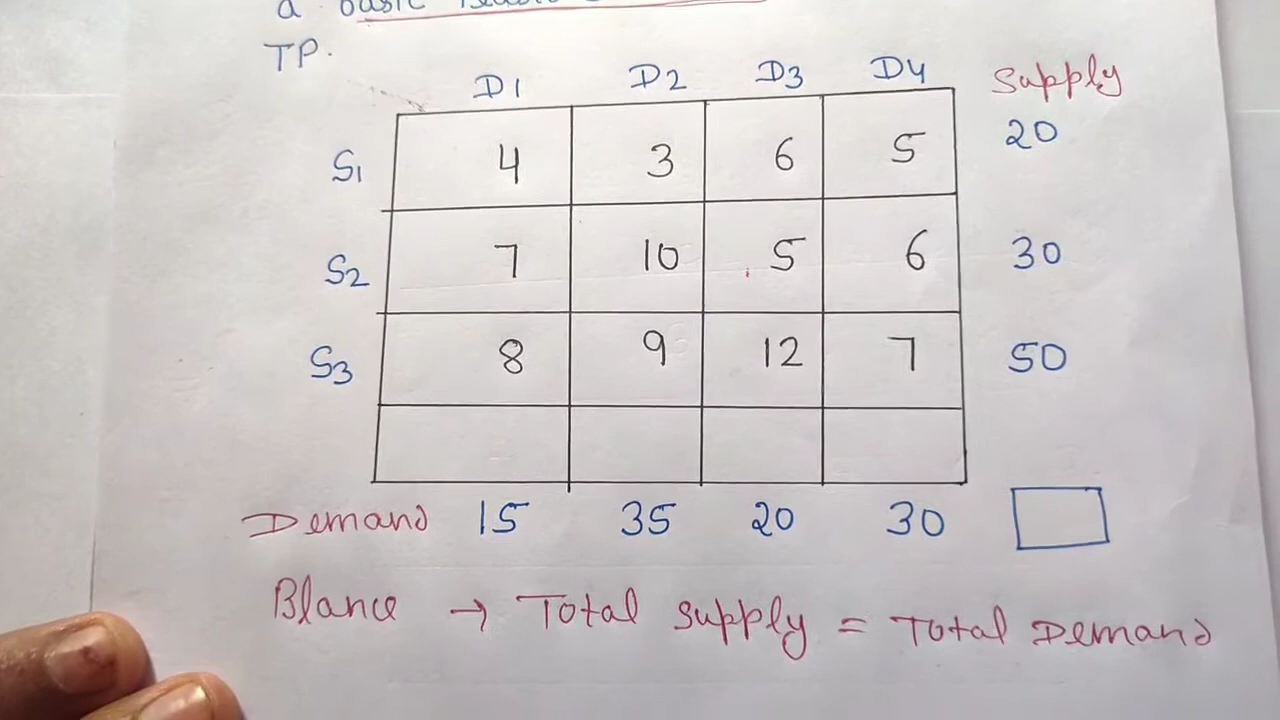 a basic
TP.
D1 D2 D3 D4 Supply
S1 4 3 6 5 20
S2 7 10 5 6 30
S3 8 9 12 7 50
Demand 15 35 20 30
Blance → Total Supply = Total Demand